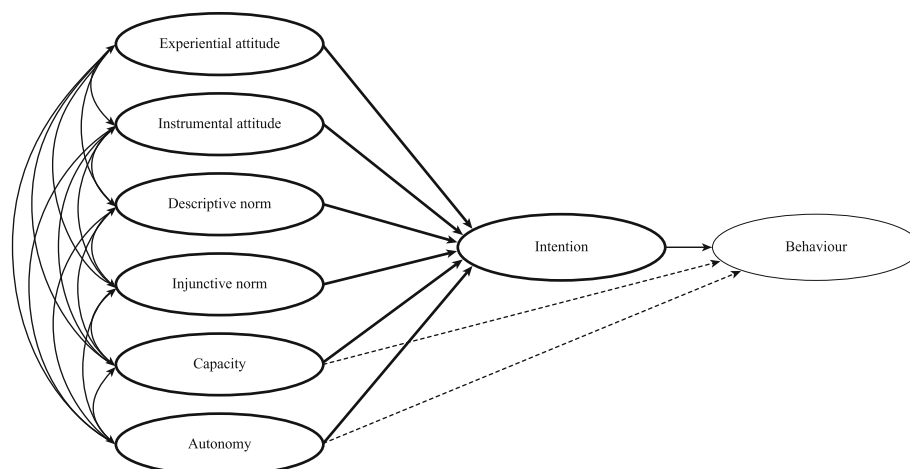 Experiential attitude
Instrumental attitude
Descriptive norm
Injunctive norm
Capacity
Autonomy
Intention
Behaviour